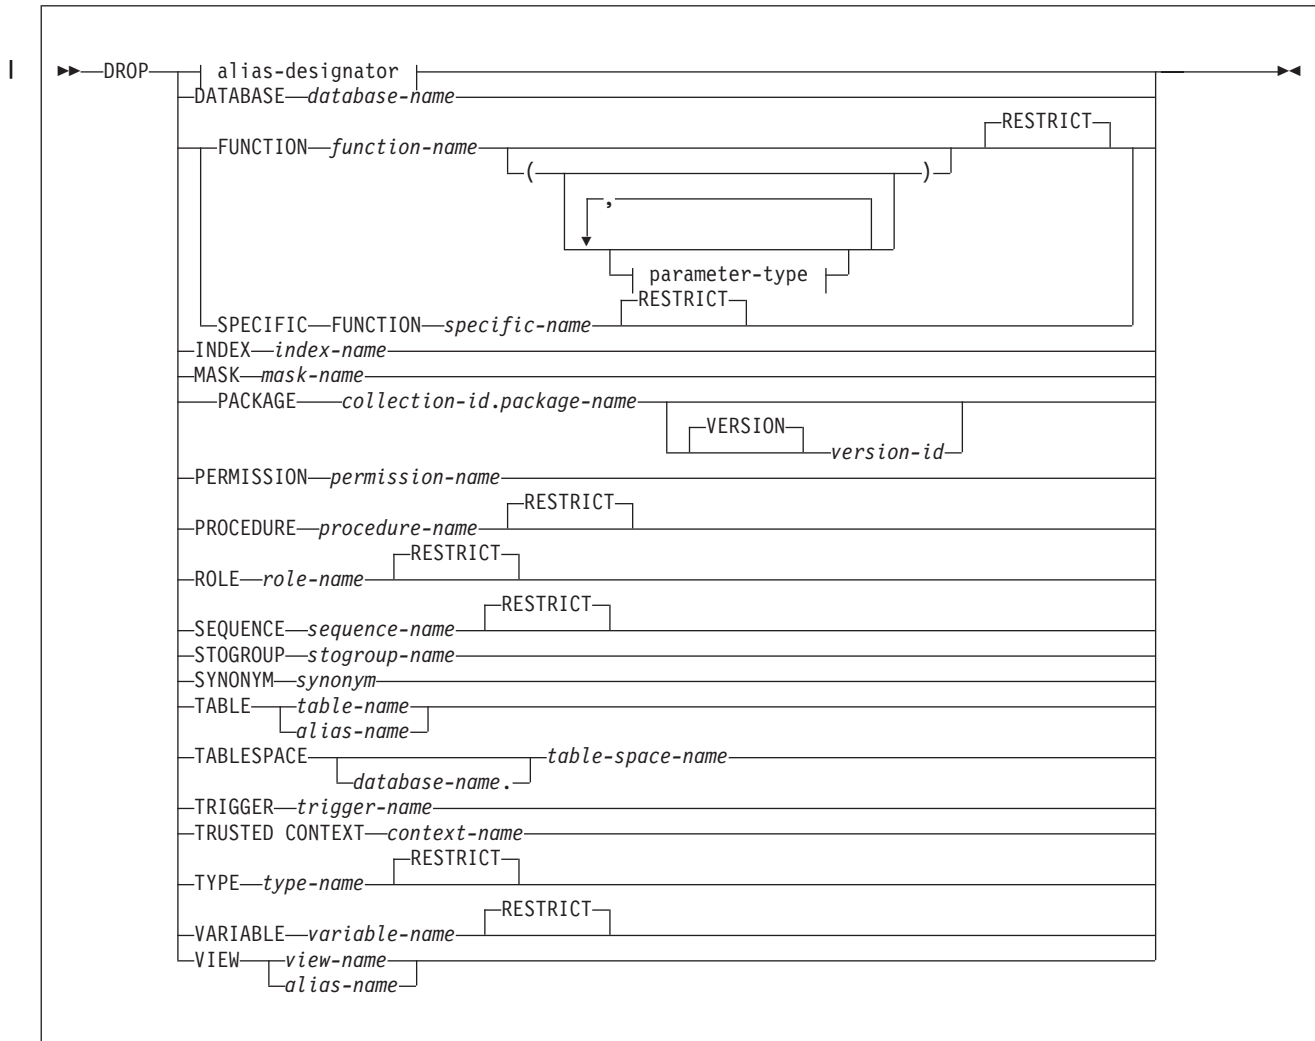 DROP alias-designator
DATABASE database-name
RESTRICT
FUNCTION function-name
( )
,
parameter-type
RESTRICT
SPECIFIC FUNCTION specific-name
INDEX index-name
MASK mask-name
PACKAGE collection-id.package-name
VERSION
version-id
PERMISSION permission-name
RESTRICT
PROCEDURE procedure-name
RESTRICT
ROLE role-name
RESTRICT
SEQUENCE sequence-name
STOGROUP stogroup-name
SYNONYM synonym
TABLE table-name
alias-name
TABLESPACE table-space-name
database-name.
TRIGGER trigger-name
TRUSTED CONTEXT context-name
RESTRICT
TYPE type-name
RESTRICT
VARIABLE variable-name
VIEW view-name
alias-name